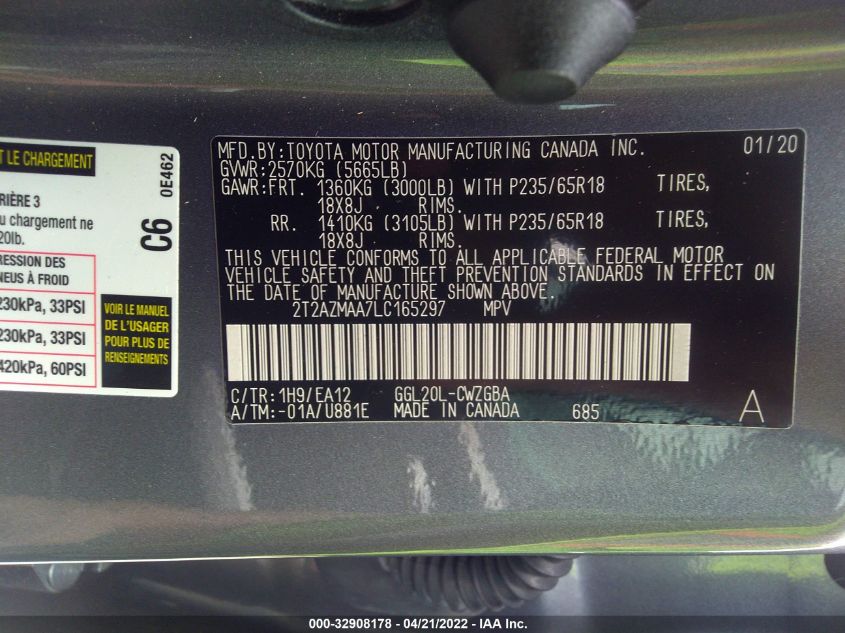 T LE CHARGEMENT
RIÈRE 3
u chargement ne
20lb.
RESSION DES
NEUS À FROID
230kPa, 33PSI
230kPa, 33PSI
420kPa, 60PSI
C6 0E462
VOIR LE MANUEL
DE L'USAGER
POUR PLUS DE
RENSEIGNEMENTS
MFD.BY:TOYOTA MOTOR MANUFACTURING CANADA INC. 01/20
GVWR:2570KG (5665LB)
GAWR:FRT. 1360KG (3000LB) WITH P235/65R18 TIRES,
18X8J RIMS.
RR. 1410KG (3105LB) WITH P235/65R18 TIRES,
18X8J RIMS.
THIS VEHICLE CONFORMS TO ALL APPLICABLE FEDERAL MOTOR
VEHICLE SAFETY AND THEFT PREVENTION STANDARDS IN EFFECT ON
THE DATE OF MANUFACTURE SHOWN ABOVE.
2T2AZMAA7LC165297 MPV
C/TR:1H9/EA12 GGL20L-CWZGBA
A/TM:-01A/U881E MADE IN CANADA 685 A
000-32908178 - 04/21/2022 - IAA Inc.